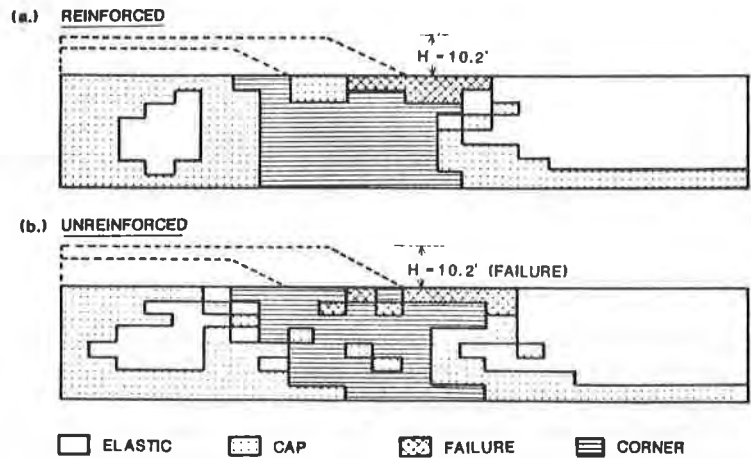 (a.) REINFORCED
H = 10.2'
(b.) UNREINFORCED
H = 10.2' (FAILURE)
ELASTIC CAP FAILURE CORNER